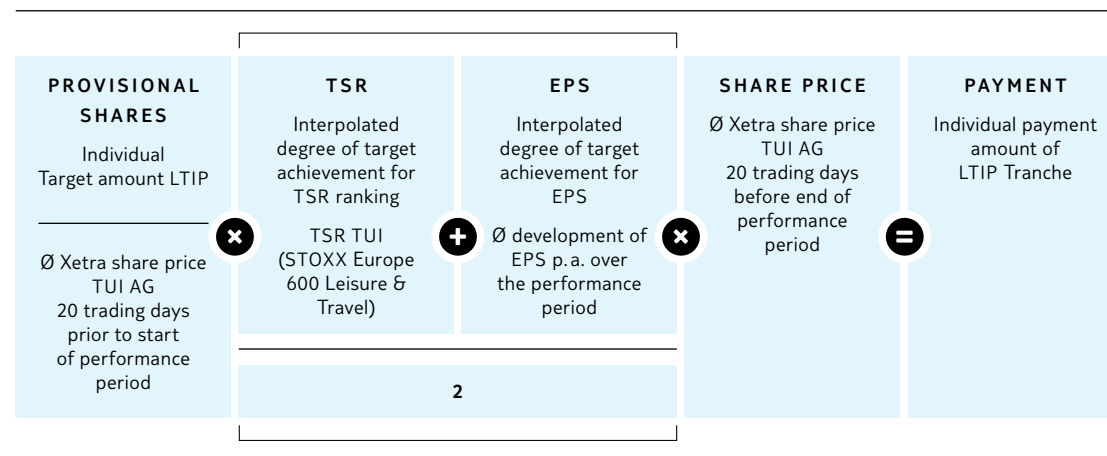 PROVISIONAL
SHARES
Individual
Target amount LTIP
Ø Xetra share price
TUI AG
20 trading days
prior to start
of performance
period
×
TSR
Interpolated
degree of target
achievement for
TSR ranking
TSR TUI
(STOXX Europe
600 Leisure &
Travel)
+
EPS
Interpolated
degree of target
achievement for
EPS
Ø development of
EPS p. a. over
the performance
period
2
×
SHARE PRICE
Ø Xetra share price
TUI AG
20 trading days
before end of
performance
period
=
PAYMENT
Individual payment
amount of
LTIP Tranche